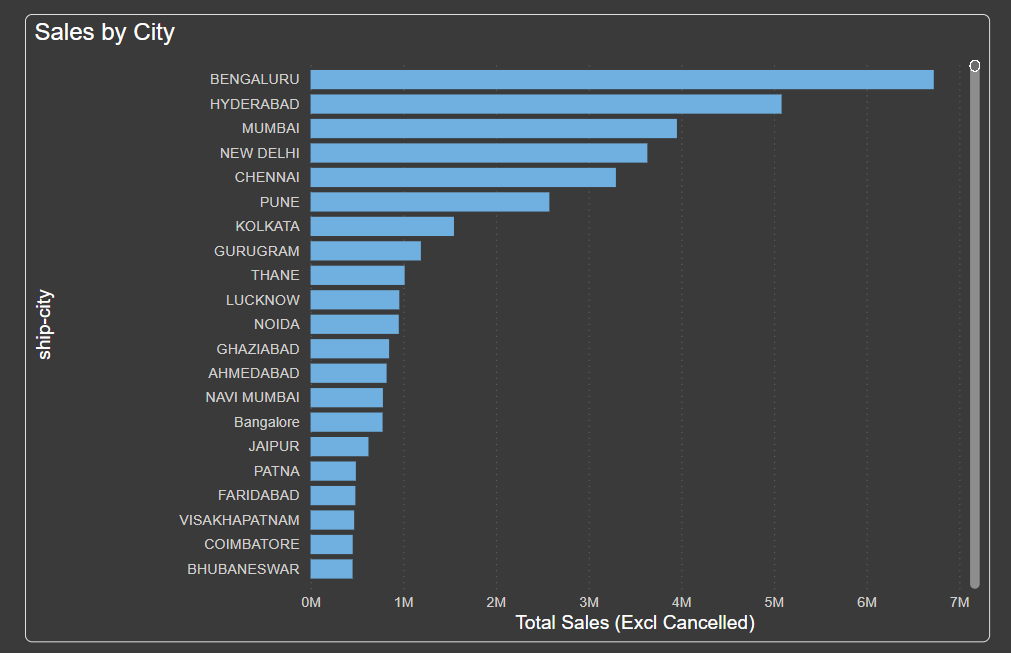 Sales by City
ship-city
BENGALURU
HYDERABAD
MUMBAI
NEW DELHI
CHENNAI
PUNE
KOLKATA
GURUGRAM
THANE
LUCKNOW
NOIDA
GHAZIABAD
AHMEDABAD
NAVI MUMBAI
Bangalore
JAIPUR
PATNA
FARIDABAD
VISAKHAPATNAM
COIMBATORE
BHUBANESWAR
0M 1M 2M 3M 4M 5M 6M 7M
Total Sales (Excl Cancelled)